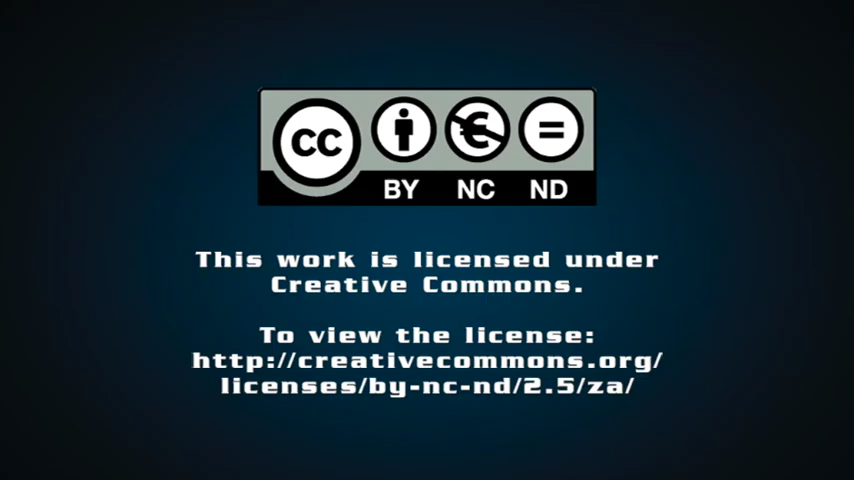 CC
BY NC ND
This work is licensed under
Creative Commons.
To view the license:
http://creativecommons.org/
licenses/by-nc-nd/2.5/za/